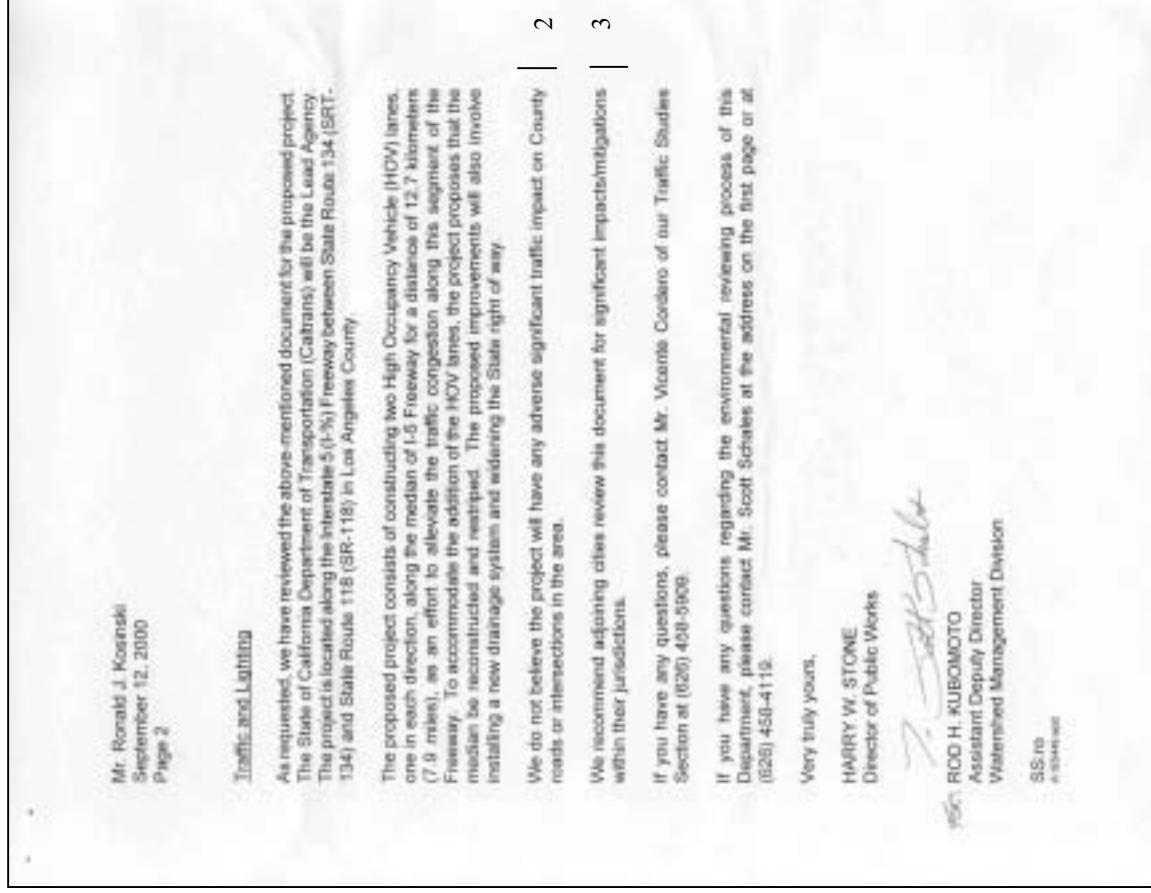 Mr. Ronald J. Kosinski
September 12, 2000
Page 2
Traffic and Lighting
As requested, we have reviewed the above-mentioned document for the proposed project.
The State of California Department of Transportation (Caltrans) will be the Lead Agency.
The project is located along the Interstate 5 (I-%) Freeway between State Route 134 (SRT-
134) and State Route 118 (SR-118) in Los Angeles County.
The proposed project consists of constructing two High Occupancy Vehicle (HOV) lanes,
one in each direction, along the median of I-5 Freeway for a distance of 12.7 kilometers
(7.9 miles), as an effort to alleviate the traffic congestion along this segment of the
Freeway. To accommodate the addition of the HOV lanes, the project proposes that the
median be reconstructed and restriped. The proposed improvements will also involve
installing a new drainage system and widening the State right of way.
We do not believe the project will have any adverse significant traffic impact on County
roads or intersections in the area.
2
We recommend adjoining cities review this document for significant impacts/mitigations
within their jurisdictions.
3
If you have any questions, please contact Mr. Vicente Cordero of our Traffic Studies
Section at (626) 458-5909.
If you have any questions regarding the environmental reviewing process of this
Department, please contact Mr. Scott Schales at the address on the first page or at
(626) 458-4119.
Very truly yours,
HARRY W. STONE
Director of Public Works
ROD H. KUBOMOTO
Assistant Deputy Director
Watershed Management Division
SS:ro